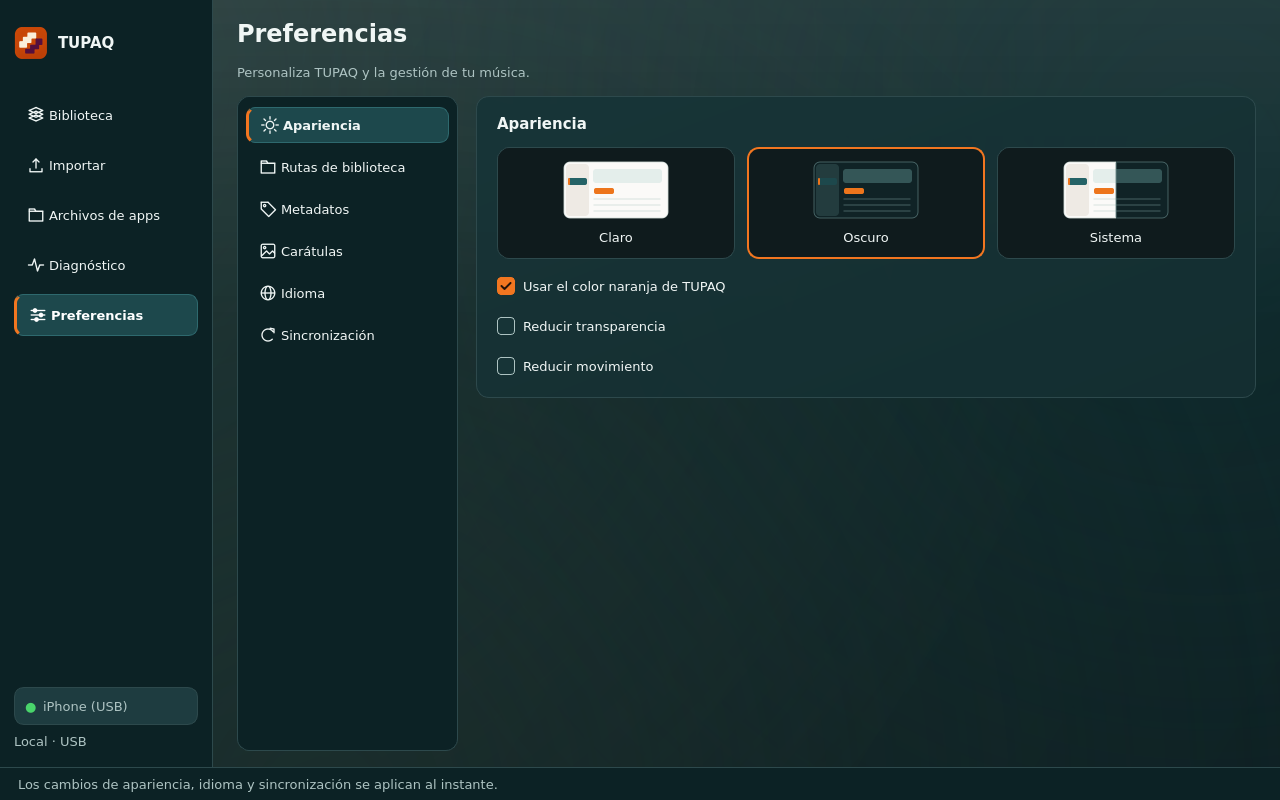 TUPAQ
Biblioteca
Importar
Archivos de apps
Diagnóstico
Preferencias
iPhone (USB)
Local · USB
Preferencias
Personaliza TUPAQ y la gestión de tu música.
Apariencia
Rutas de biblioteca
Metadatos
Carátulas
Idioma
Sincronización
Apariencia
Claro
Oscuro
Sistema
Usar el color naranja de TUPAQ
Reducir transparencia
Reducir movimiento
Los cambios de apariencia, idioma y sincronización se aplican al instante.